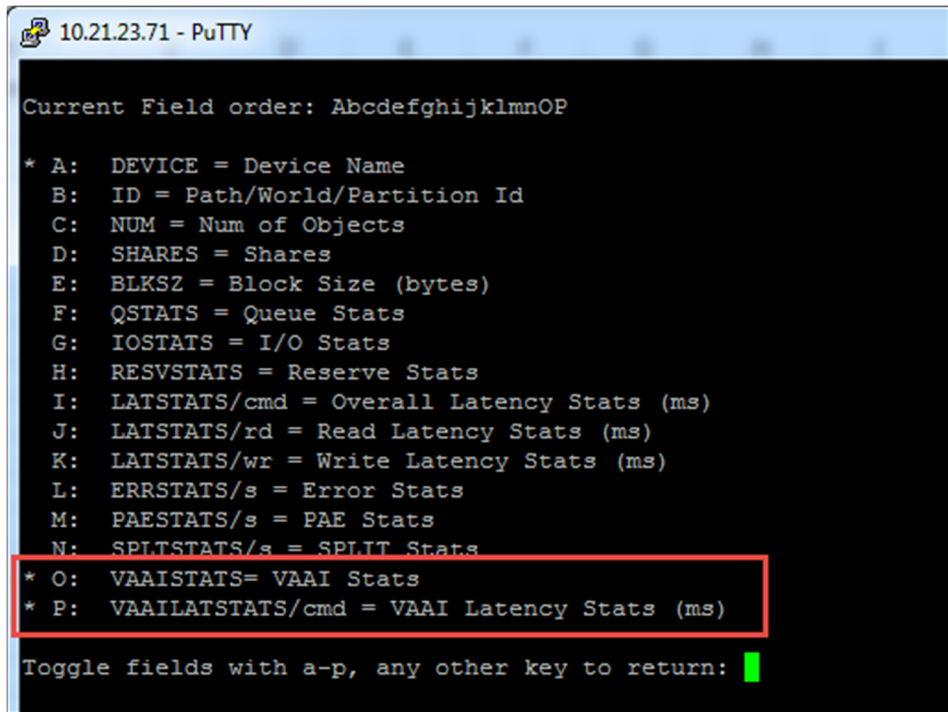 10.21.23.71 - PuTTY
Current Field order: AbcdefghijklmnOP
* A: DEVICE = Device Name
B: ID = Path/World/Partition Id
C: NUM = Num of Objects
D: SHARES = Shares
E: BLKSZ = Block Size (bytes)
F: QSTATS = Queue Stats
G: IOSTATS = I/O Stats
H: RESVSTATS = Reserve Stats
I: LATSTATS/cmd = Overall Latency Stats (ms)
J: LATSTATS/rd = Read Latency Stats (ms)
K: LATSTATS/wr = Write Latency Stats (ms)
L: ERRSTATS/s = Error Stats
M: PAESTATS/s = PAE Stats
N: SPLTSTATS/s = SPLIT Stats
* O: VAAISTATS= VAAI Stats
* P: VAAILATSTATS/cmd = VAAI Latency Stats (ms)
Toggle fields with a-p, any other key to return: